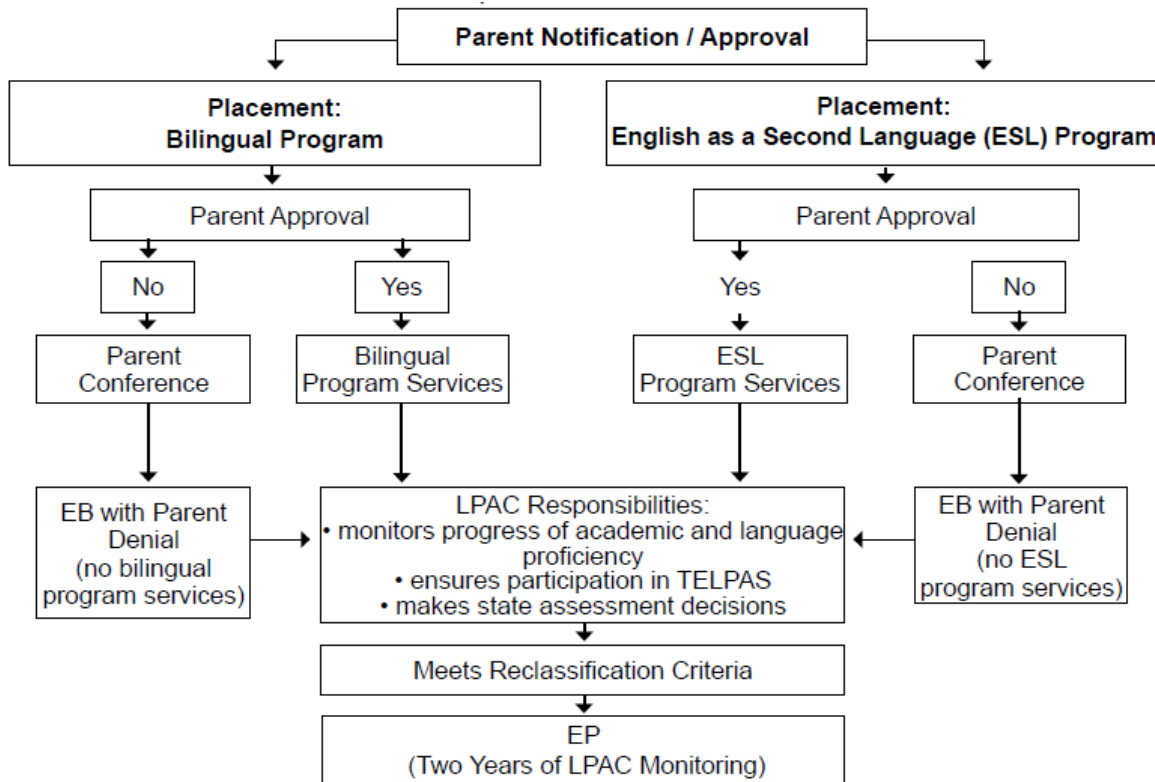 Parent Notification / Approval
Placement:
Bilingual Program
Placement:
English as a Second Language (ESL) Program
Parent Approval
Parent Approval
No
Yes
Yes
No
Parent
Conference
Bilingual
Program Services
ESL
Program Services
Parent
Conference
EB with Parent
Denial
(no bilingual
program services)
LPAC Responsibilities:
• monitors progress of academic and language
proficiency
• ensures participation in TELPAS
• makes state assessment decisions
EB with Parent
Denial
(no ESL
program services)
Meets Reclassification Criteria
EP
(Two Years of LPAC Monitoring)